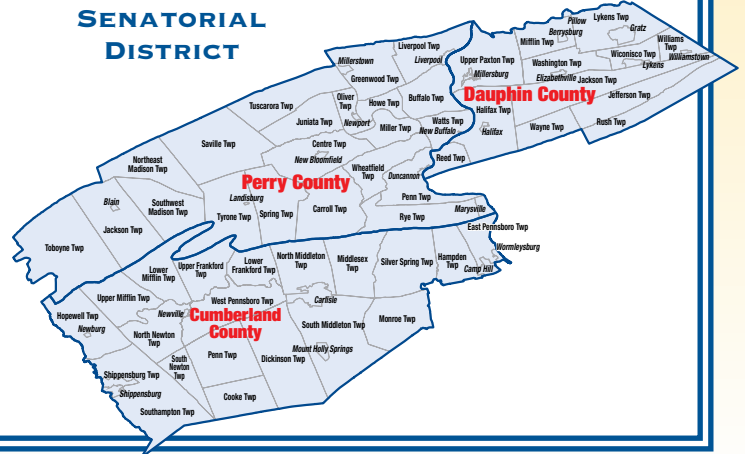 SENATORIAL
DISTRICT
Dauphin County
Lykens Twp
Pillow
Gratz
Berrysburg
Mifflin Twp
Williams
Twp
Wiconisco Twp
Williamstown
Lykens
Upper Paxton Twp
Washington Twp
Millersburg
Elizabethville
Jackson Twp
Jefferson Twp
Halifax Twp
Halifax
Wayne Twp
Rush Twp
Reed Twp
Perry County
Liverpool Twp
Liverpool
Millerstown
Greenwood Twp
Tuscarora Twp
Oliver
Twp
Howe Twp
Buffalo Twp
Newport
Juniata Twp
Miller Twp
Watts Twp
New Buffalo
Saville Twp
Centre Twp
New Bloomfield
Northeast
Madison Twp
Wheatfield
Twp
Duncannon
Blain
Southwest
Madison Twp
Landisburg
Penn Twp
Jackson Twp
Tyrone Twp
Spring Twp
Carroll Twp
Rye Twp
Marysville
Toboyne Twp
Cumberland
County
East Pennsboro Twp
Wormleysburg
Hampden
Twp
Camp Hill
Silver Spring Twp
Middlesex
Twp
North Middleton
Twp
Lower
Frankford Twp
Upper Frankford
Twp
Lower
Mifflin Twp
Upper Mifflin Twp
West Pennsboro Twp
Carlisle
Hopewell Twp
Newburg
Newville
North Newton
Twp
South Middleton Twp
Monroe Twp
Mount Holly Springs
South
Newton
Twp
Penn Twp
Dickinson Twp
Shippensburg Twp
Shippensburg
Cooke Twp
Southampton Twp